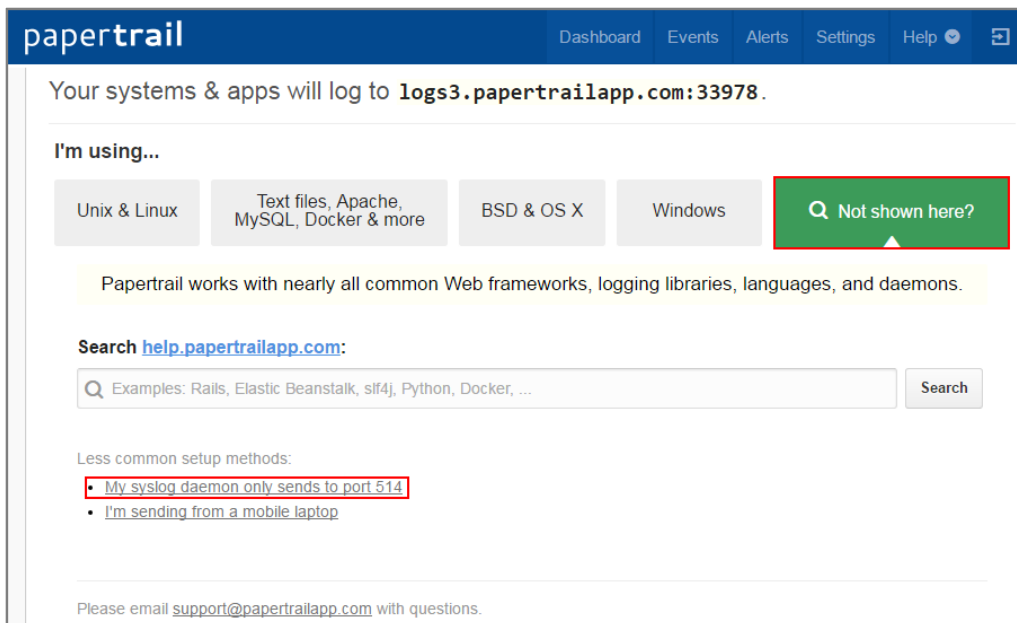 papertrail
Dashboard Events Alerts Settings Help
Your systems & apps will log to logs3.papertrailapp.com:33978.
I'm using...
Unix & Linux
Text files, Apache,
MySQL, Docker & more
BSD & OS X
Windows
Not shown here?
Papertrail works with nearly all common Web frameworks, logging libraries, languages, and daemons.
Search help.papertrailapp.com:
Examples: Rails, Elastic Beanstalk, slf4j, Python, Docker, ...
Search
Less common setup methods:
• My syslog daemon only sends to port 514
• I'm sending from a mobile laptop
Please email support@papertrailapp.com with questions.